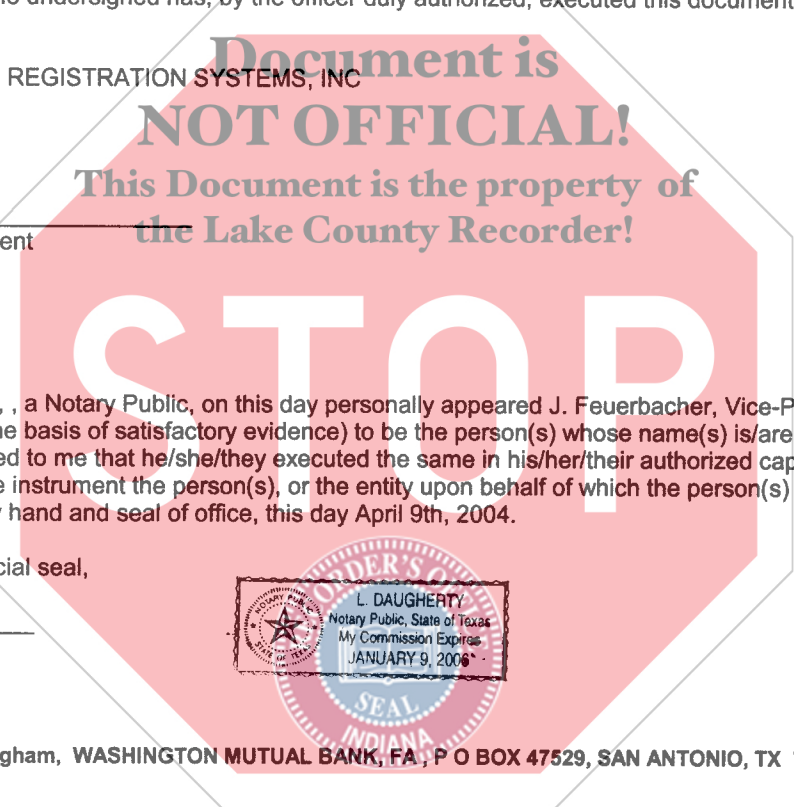 undersigned has, by the officer duly authorized, executed this document
Document is
REGISTRATION SYSTEMS, INC
NOT OFFICIAL!
This Document is the property of
the Lake County Recorder!
ent
STOP
, , a Notary Public, on this day personally appeared J. Feuerbacher, Vice-P
e basis of satisfactory evidence) to be the person(s) whose name(s) is/are
ed to me that he/she/they executed the same in his/her/their authorized cap
e instrument the person(s), or the entity upon behalf of which the person(s)
hand and seal of office, this day April 9th, 2004.
cial seal,
NOTARY PUBLIC
STATE OF TEXAS
L. DAUGHERTY
Notary Public, State of Texas
My Commission Expires
JANUARY 9, 2006
SEAL
INDIANA
gham, WASHINGTON MUTUAL BANK, FA , P O BOX 47529, SAN ANTONIO, TX